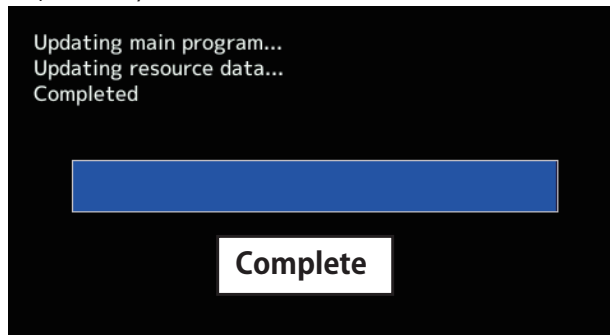 Updating main program...
Updating resource data...
Completed
Complete